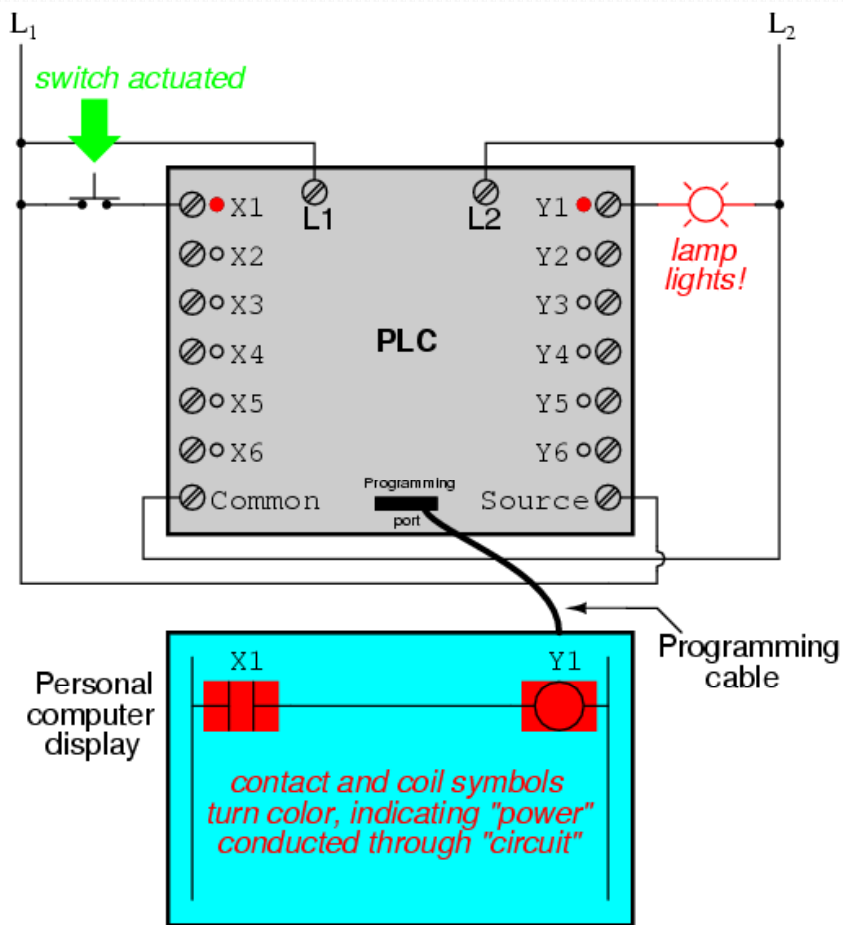 L1
L2
switch actuated
X1
L1
L2
Y1
X2
Y2
lamp
lights!
X3
Y3
PLC
X4
Y4
X5
Y5
X6
Y6
Common
Programming
port
Source
Programming
cable
Personal
computer
display
X1
Y1
contact and coil symbols
turn color, indicating "power"
conducted through "circuit"